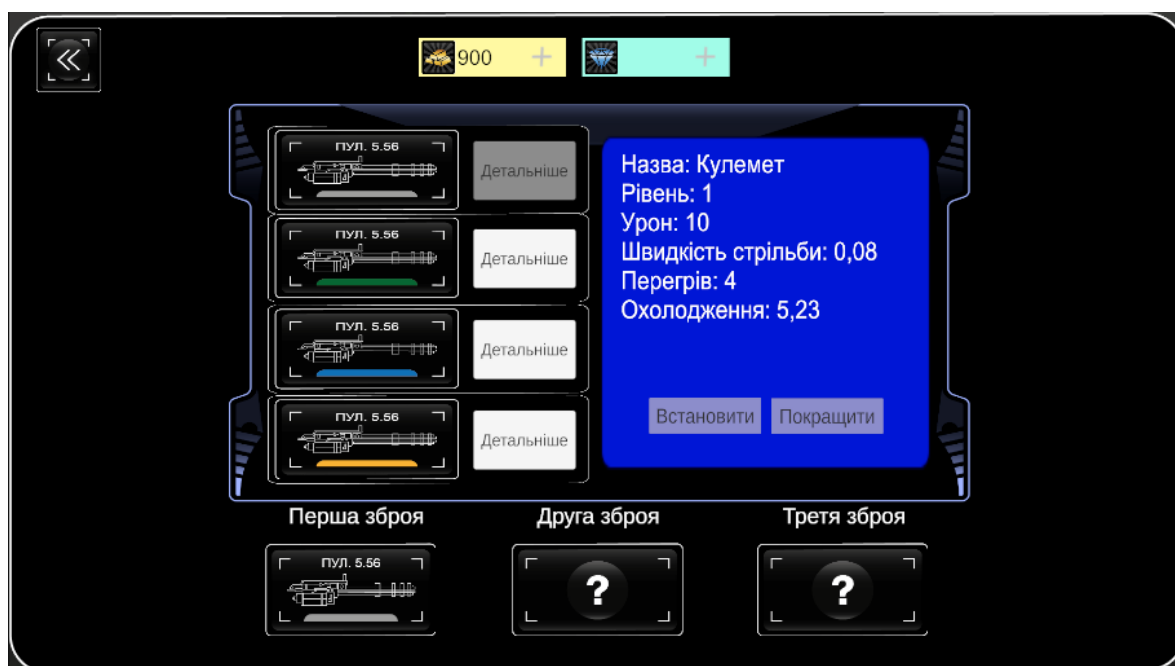 900
ПУЛ. 5.56
Детальніше
ПУЛ. 5.56
Детальніше
ПУЛ. 5.56
Детальніше
ПУЛ. 5.56
Детальніше
Назва: Кулемет
Рівень: 1
Урон: 10
Швидкість стрільби: 0,08
Перегрів: 4
Охолодження: 5,23
Встановити Покращити
Перша зброя
Друга зброя
Третя зброя
ПУЛ. 5.56
?
?